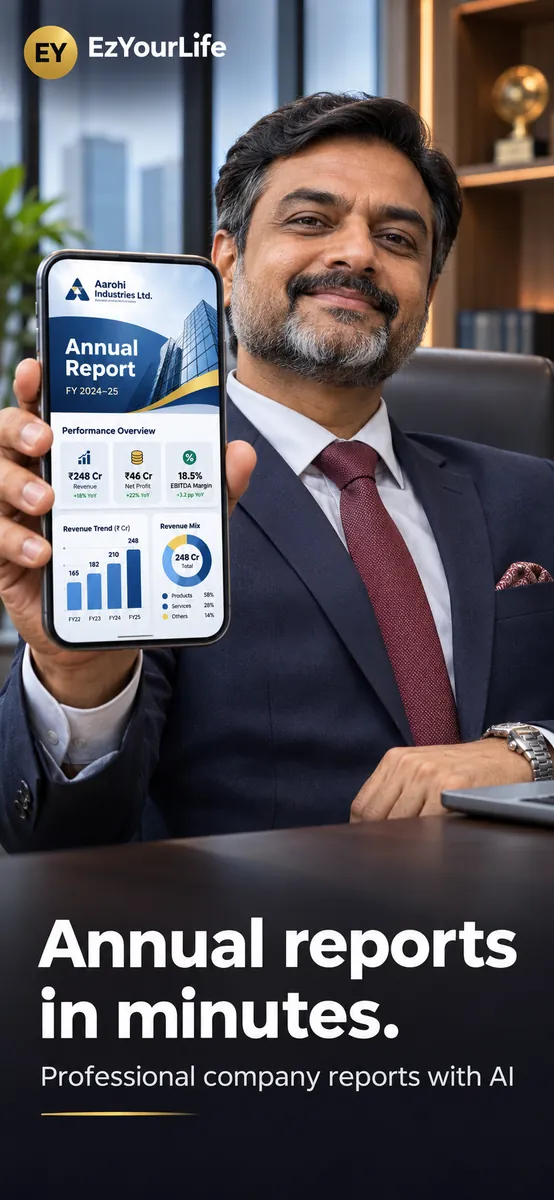 EY EzYourLife
Aarohi
Industries Ltd.
Annual
Report
FY 2024–25
Performance Overview
₹248 Cr
Revenue
+18% YoY
₹46 Cr
Net Profit
+22% YoY
18.5%
EBITDA Margin
+3.2 pp YoY
Revenue Trend (₹ Cr)
165
182
210
248
FY22 FY23 FY24 FY25
Revenue Mix
248 Cr
Total
Products 58%
Services 28%
Others 14%
Annual reports
in minutes.
Professional company reports with AI